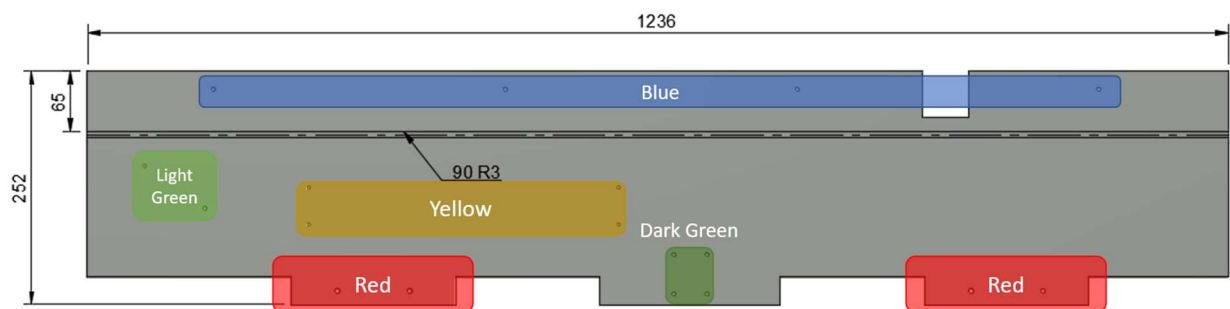 1236
65
Blue
252
90 R3
Light
Green
Yellow
Dark Green
Red
Red